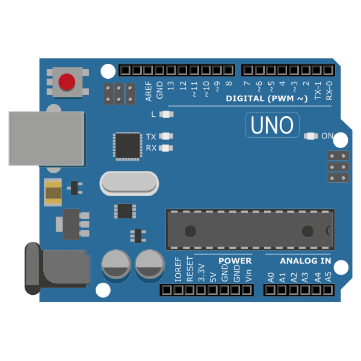 AREF GND 13 12 ~11 ~10 ~9 8 7 ~6 ~5 4 ~3 2 TX-1 RX-0
DIGITAL (PWM ~)
L
UNO
TX
RX
ON
POWER
ANALOG IN
IOREF RESET 3.3V 5V GND GND Vin A0 A1 A2 A3 A4 A5